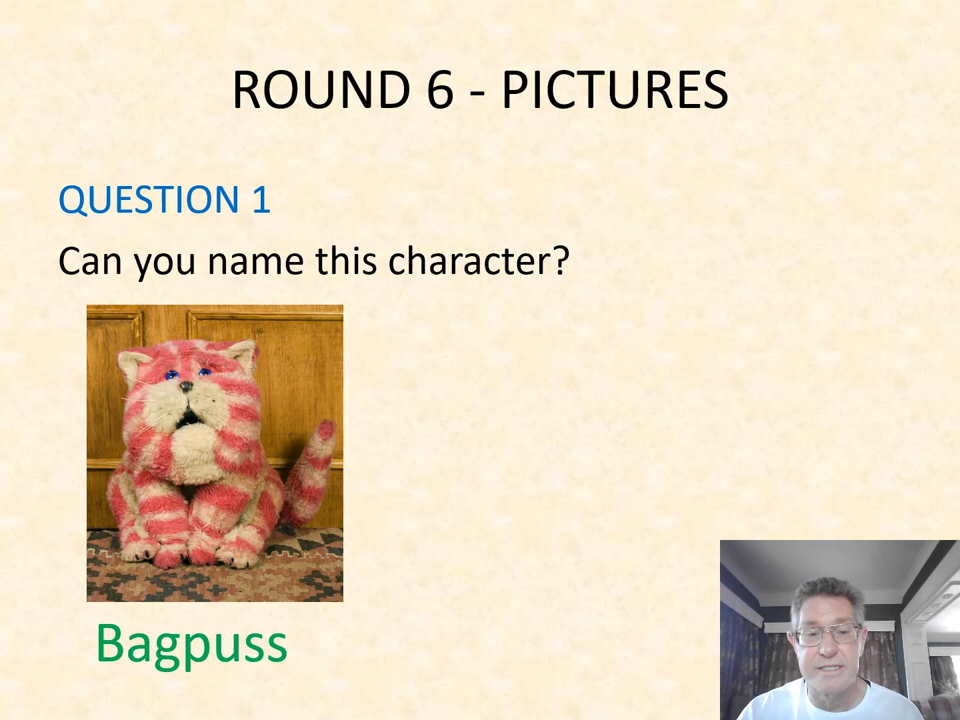 ROUND 6 - PICTURES
QUESTION 1
Can you name this character?
Bagpuss